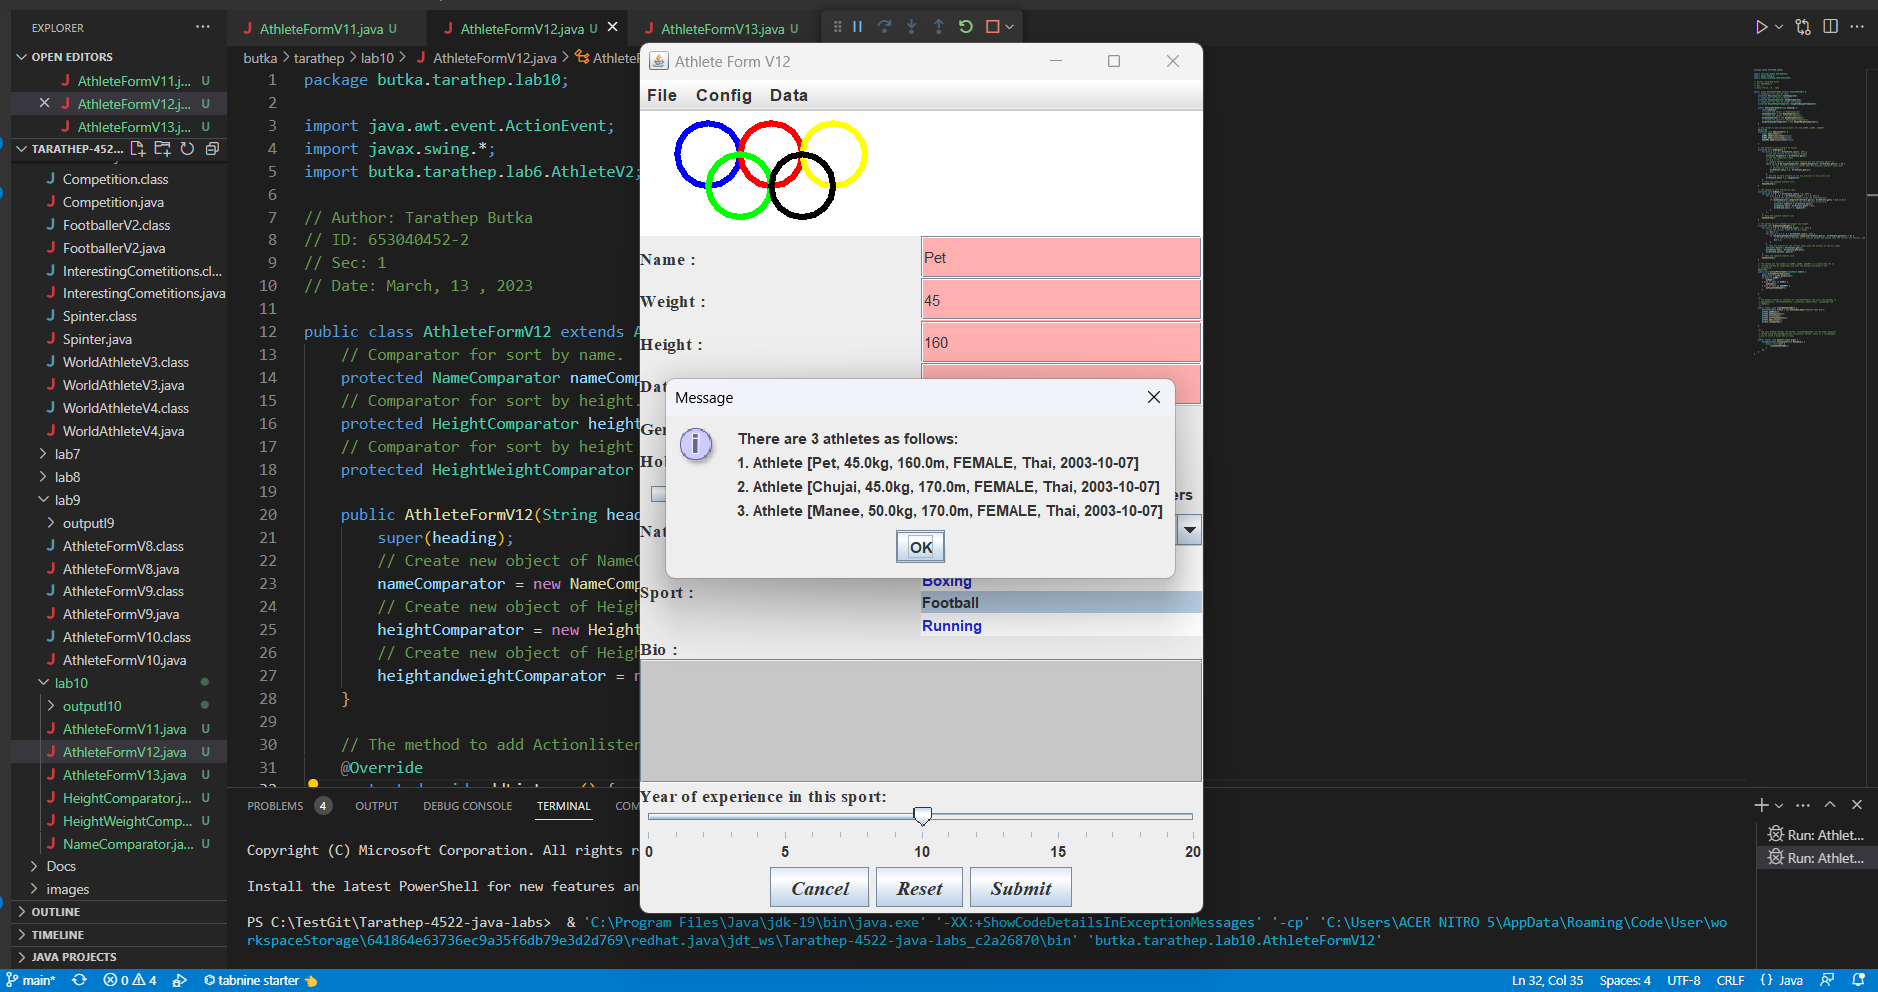 EXPLORER
OPEN EDITORS
AthleteFormV11.j... U
AthleteFormV12.j... U
AthleteFormV13.j... U
TARATHEP-4522...
Competition.class
Competition.java
FootballerV2.class
FootballerV2.java
InterestingCometitions.cl...
InterestingCometitions.java
Spinter.class
Spinter.java
WorldAthleteV3.class
WorldAthleteV3.java
WorldAthleteV4.class
WorldAthleteV4.java
lab7
lab8
lab9
outputl9
AthleteFormV8.class
AthleteFormV8.java
AthleteFormV9.class
AthleteFormV9.java
AthleteFormV10.class
AthleteFormV10.java
lab10
outputl10
AthleteFormV11.java U
AthleteFormV12.java U
AthleteFormV13.java U
HeightComparator.j... U
HeightWeightComp... U
NameComparator.ja... U
Docs
images
OUTLINE
TIMELINE
JAVA PROJECTS
AthleteFormV11.java U
AthleteFormV12.java U
AthleteFormV13.java U
butka > tarathep > lab10 > AthleteFormV12.java > AthleteF
1 package butka.tarathep.lab10;
2
3 import java.awt.event.ActionEvent;
4 import javax.swing.*;
5 import butka.tarathep.lab6.AthleteV2;
6
7 // Author: Tarathep Butka
8 // ID: 653040452-2
9 // Sec: 1
10 // Date: March, 13 , 2023
11
12 public class AthleteFormV12 extends A
13 // Comparator for sort by name.
14 protected NameComparator nameComp
15 // Comparator for sort by height.
16 protected HeightComparator height
17 // Comparator for sort by height
18 protected HeightWeightComparator
19
20 public AthleteFormV12(String head
21 super(heading);
22 // Create new object of NameC
23 nameComparator = new NameComp
24 // Create new object of Heigh
25 heightComparator = new Height
26 // Create new object of Heigh
27 heightandweightComparator = n
28 }
29
30 // The method to add Actionlisten
31 @Override
Athlete Form V12
File Config Data
Name : Pet
Weight : 45
Height : 160
Dat
Gen
Hob
ers
Nat
Message
There are 3 athletes as follows:
1. Athlete [Pet, 45.0kg, 160.0m, FEMALE, Thai, 2003-10-07]
2. Athlete [Chujai, 45.0kg, 170.0m, FEMALE, Thai, 2003-10-07]
3. Athlete [Manee, 50.0kg, 170.0m, FEMALE, Thai, 2003-10-07]
OK
Boxing
Sport :
Football
Running
Bio :
Year of experience in this sport:
0 5 10 15 20
Cancel Reset Submit
PROBLEMS 4 OUTPUT DEBUG CONSOLE TERMINAL COM
Copyright (C) Microsoft Corporation. All rights r
Install the latest PowerShell for new features an
PS C:\TestGit\Tarathep-4522-java-labs> & 'C:\Program Files\Java\jdk-19\bin\java.exe' '-XX:+ShowCodeDetailsInExceptionMessages' '-cp' 'C:\Users\ACER NITRO 5\AppData\Roaming\Code\User\wo
rkspaceStorage\641864e63736ec9a35f6db79e3d2d769\redhat.java\jdt_ws\Tarathep-4522-java-labs_c2a26870\bin' 'butka.tarathep.lab10.AthleteFormV12'
Run: Athlet...
Run: Athlet...
main* 0 4 tabnine starter
Ln 32, Col 35 Spaces: 4 UTF-8 CRLF {} Java